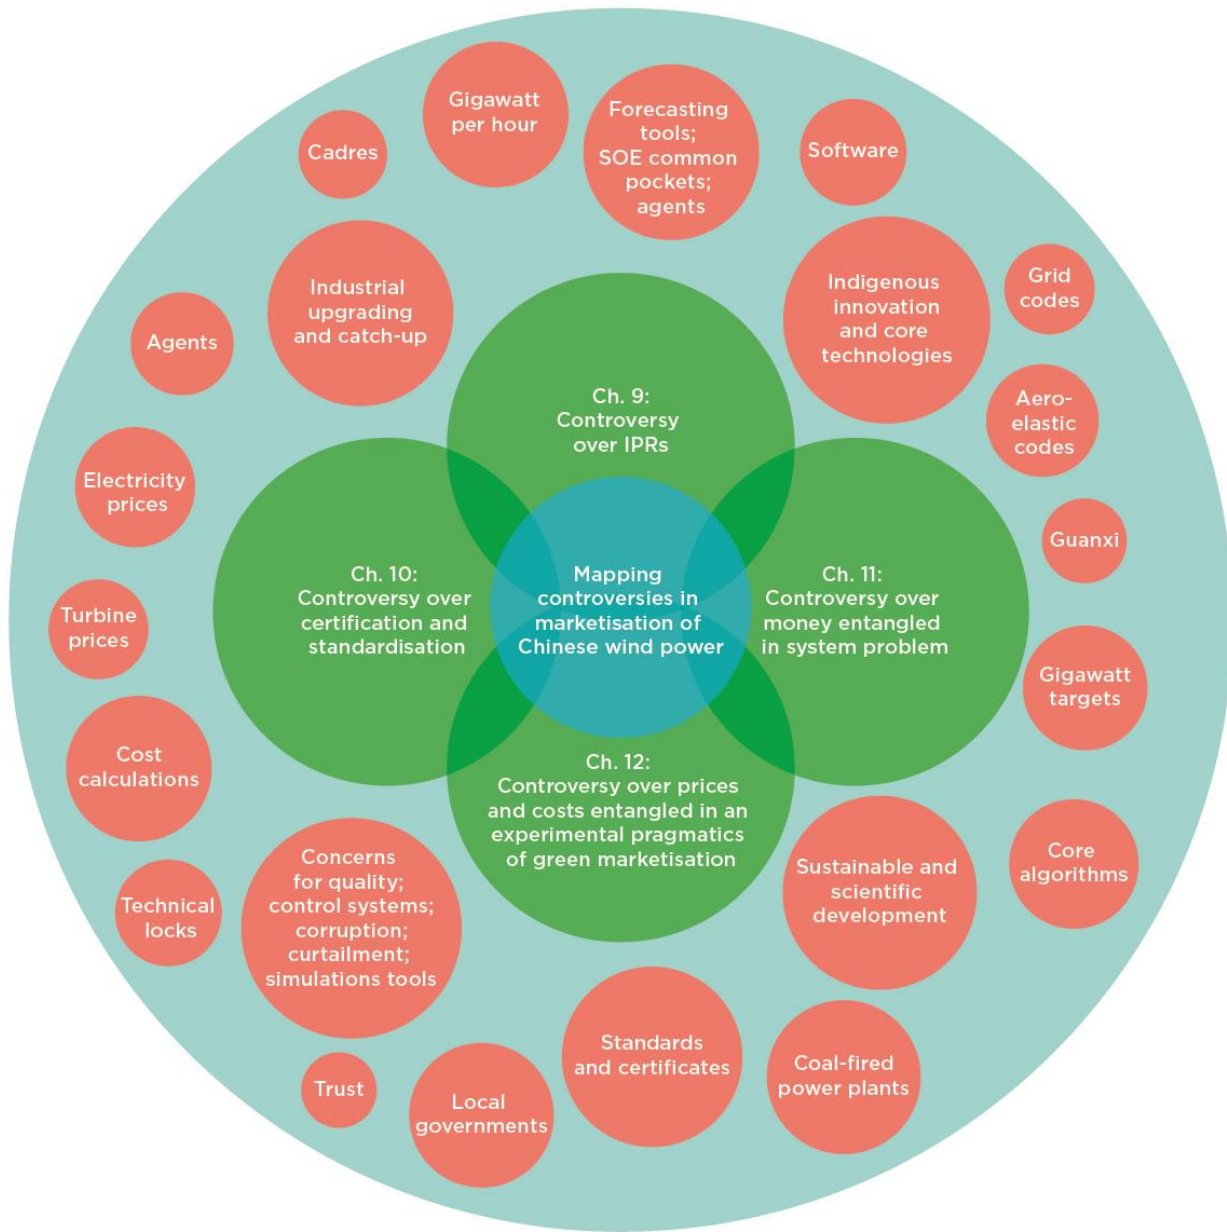 Gigawatt
per hour
Forecasting
tools;
SOE common
pockets;
agents
Software
Cadres
Industrial
upgrading
and catch-up
Indigenous
innovation
and core
technologies
Grid
codes
Agents
Aero-
elastic
codes
Ch. 9:
Controversy
over IPRs
Electricity
prices
Guanxi
Ch. 10:
Controversy over
certification and
standardisation
Mapping
controversies in
marketisation of
Chinese wind power
Ch. 11:
Controversy over
money entangled
in system problem
Turbine
prices
Gigawatt
targets
Cost
calculations
Ch. 12:
Controversy over prices
and costs entangled in an
experimental pragmatics
of green marketisation
Core
algorithms
Concerns
for quality;
control systems;
corruption;
curtailment;
simulations tools
Sustainable and
scientific
development
Technical
locks
Standards
and certificates
Coal-fired
power plants
Trust
Local
governments